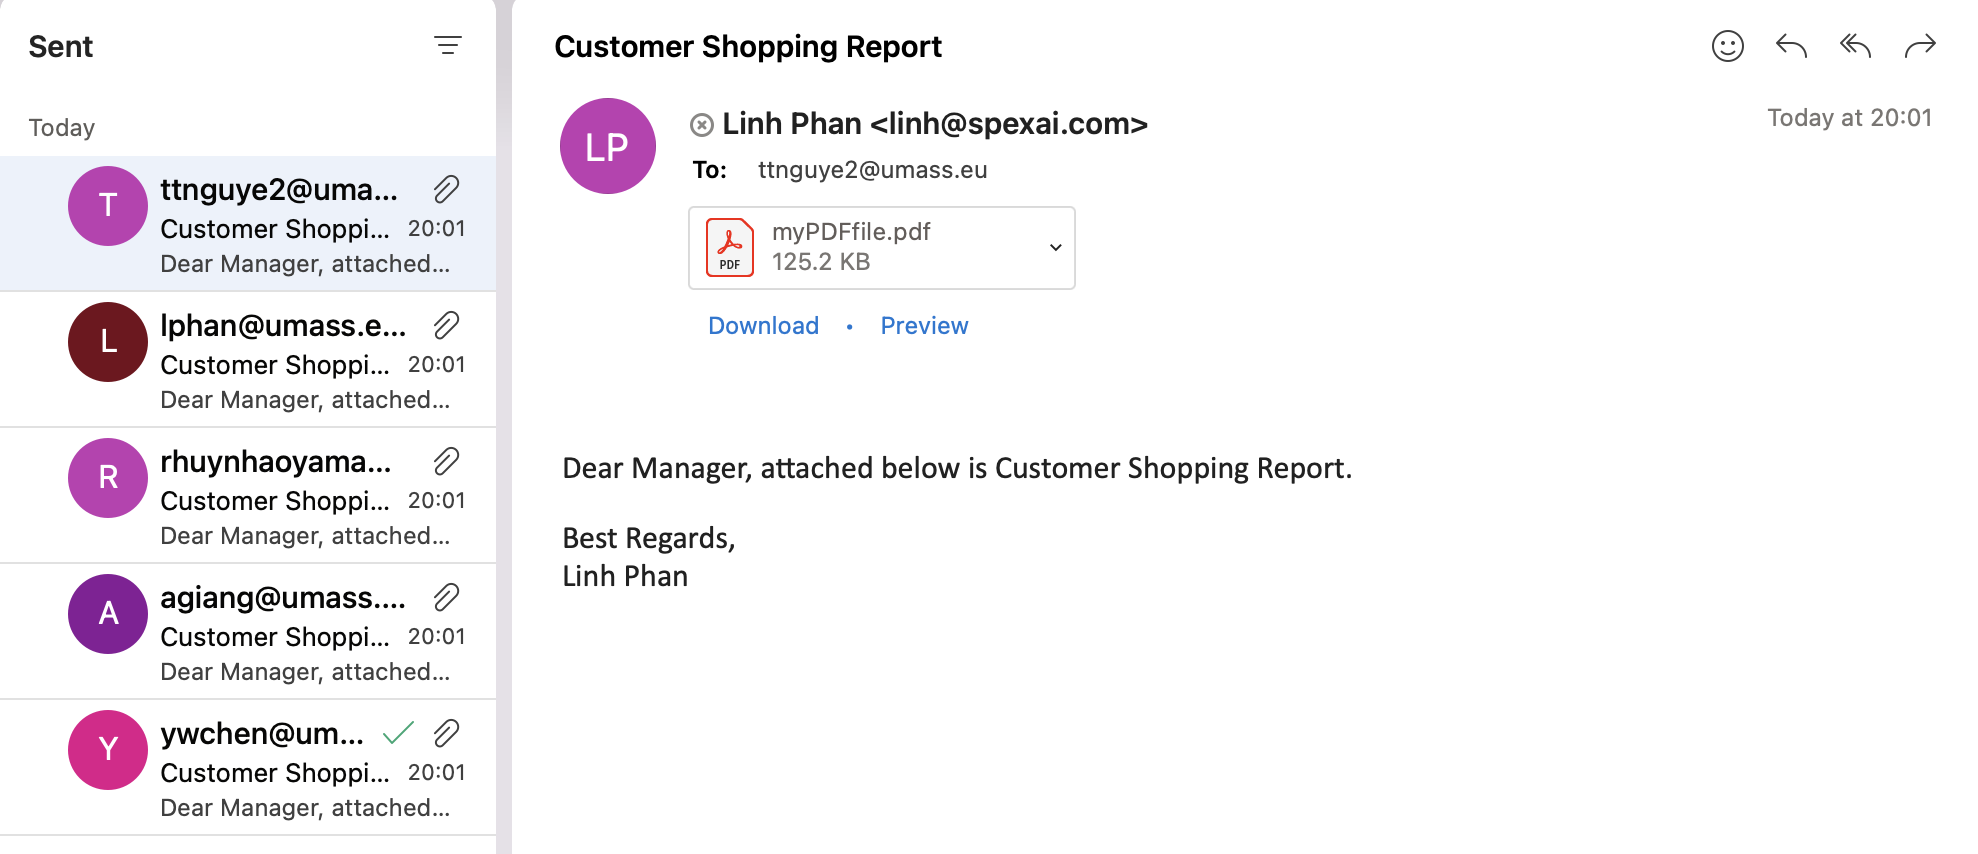 Sent
Today
T
ttnguye2@uma...
Customer Shoppi... 20:01
Dear Manager, attached...
L
lphan@umass.e...
Customer Shoppi... 20:01
Dear Manager, attached...
R
rhuynhaoyama...
Customer Shoppi... 20:01
Dear Manager, attached...
A
agiang@umass....
Customer Shoppi... 20:01
Dear Manager, attached...
Y
ywchen@um...
Customer Shoppi... 20:01
Dear Manager, attached...
Customer Shopping Report
LP
Linh Phan <linh@spexai.com>
Today at 20:01
To: ttnguye2@umass.eu
PDF
myPDFfile.pdf
125.2 KB
Download • Preview
Dear Manager, attached below is Customer Shopping Report.
Best Regards,
Linh Phan